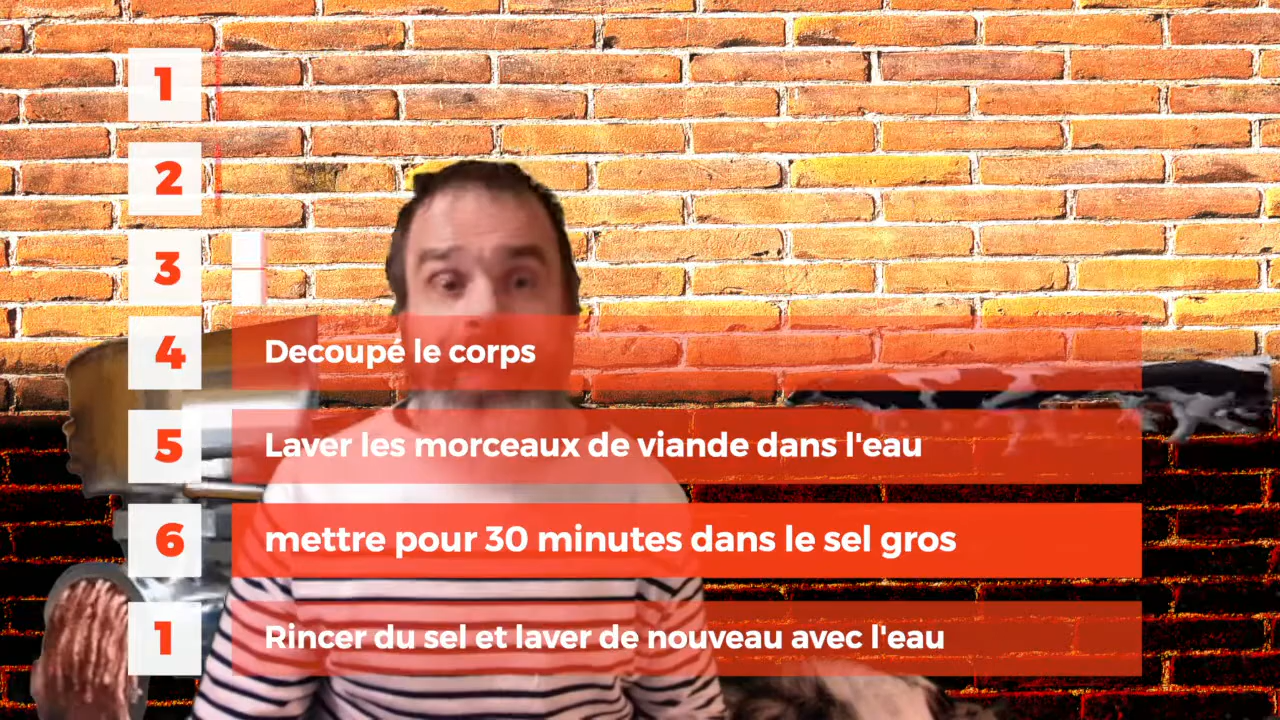 1
2
3
4 Decoupé le corps
5 Laver les morceaux de viande dans l'eau
6 mettre pour 30 minutes dans le sel gros
1 Rincer du sel et laver de nouveau avec l'eau